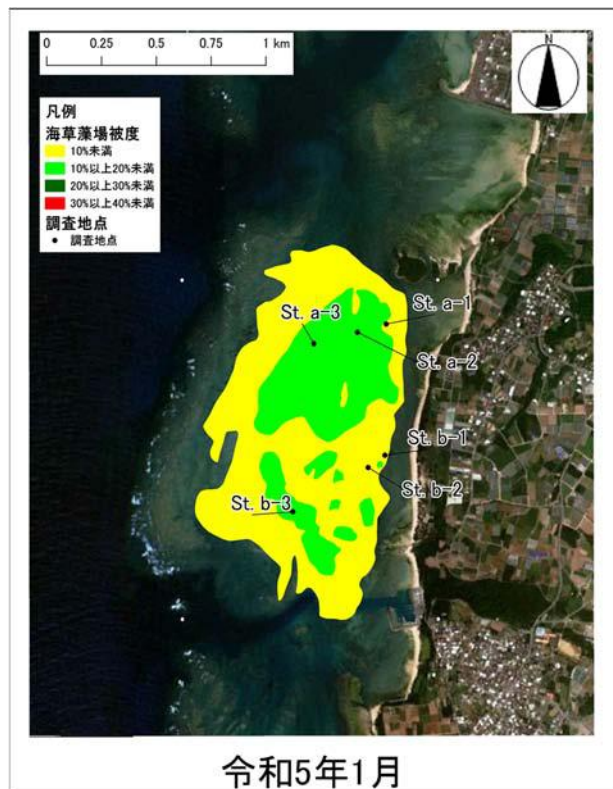 0 0.25 0.5 0.75 1 km
N
凡例
海草藻場被度
10%未満
10%以上20%未満
20%以上30%未満
30%以上40%未満
調査地点
調査地点
St. a-1
St. a-3
St. a-2
St. b-1
St. b-2
St. b-3
令和5年1月